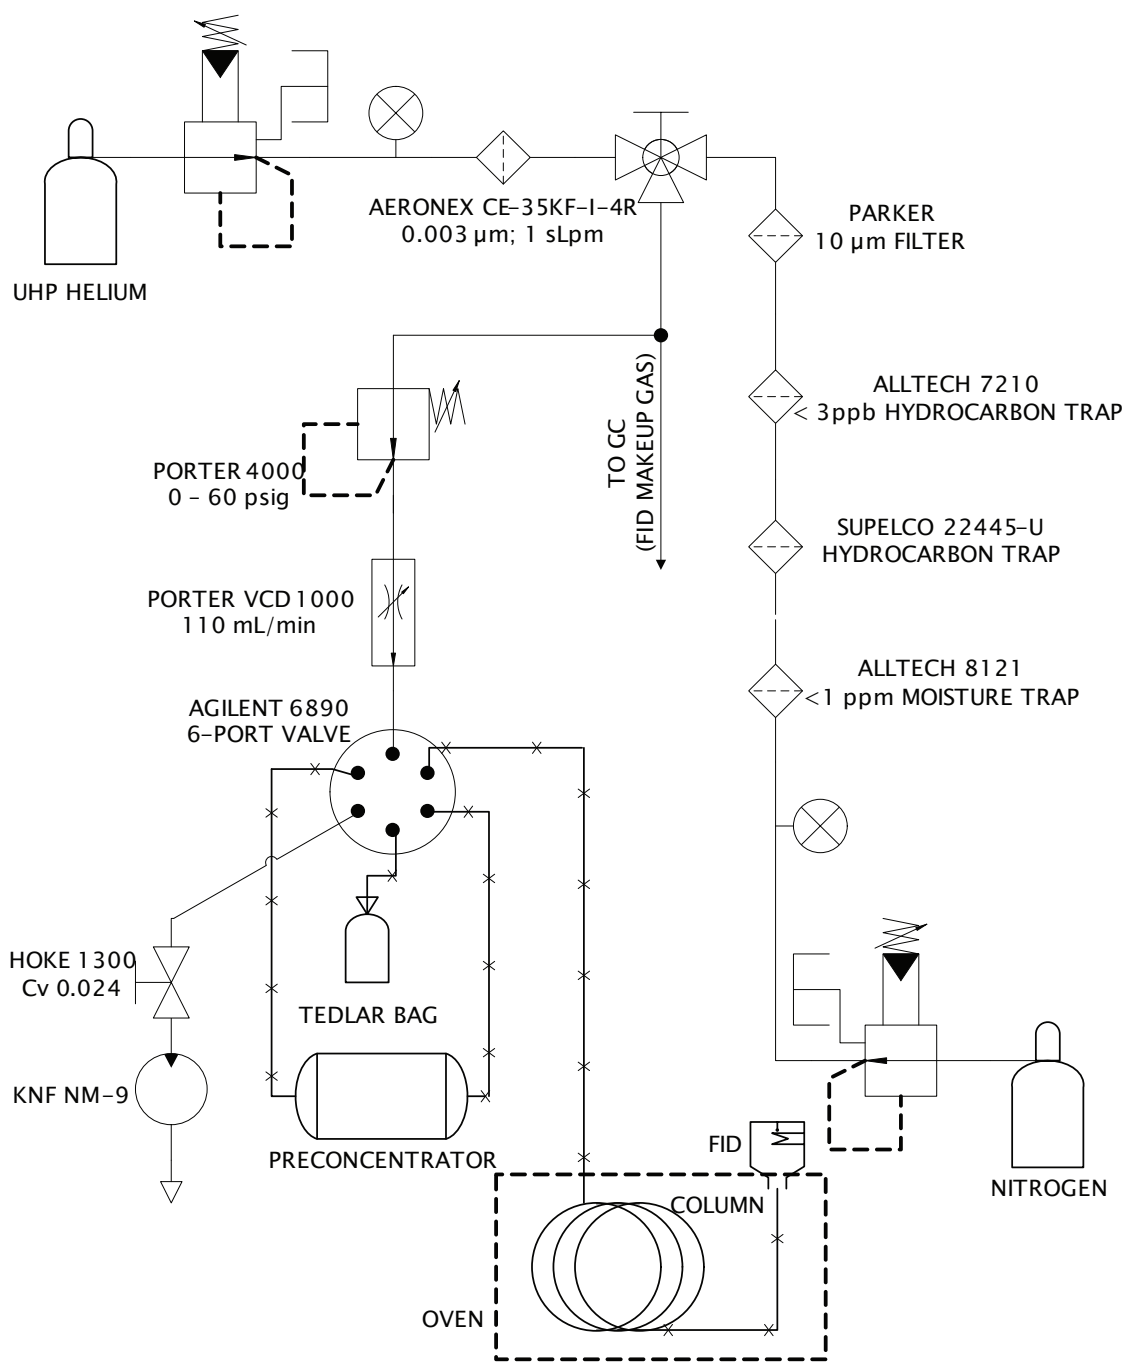 UHP HELIUM
AERONEX CE-35KF-I-4R
0.003 µm; 1 sLpm
PARKER
10 µm FILTER
ALLTECH 7210
< 3ppb HYDROCARBON TRAP
TO GC
(FID MAKEUP GAS)
PORTER 4000
0 – 60 psig
SUPELCO 22445-U
HYDROCARBON TRAP
PORTER VCD 1000
110 mL/min
ALLTECH 8121
<1 ppm MOISTURE TRAP
AGILENT 6890
6-PORT VALVE
HOKE 1300
Cv 0.024
TEDLAR BAG
KNF NM-9
PRECONCENTRATOR
FID
NITROGEN
COLUMN
OVEN